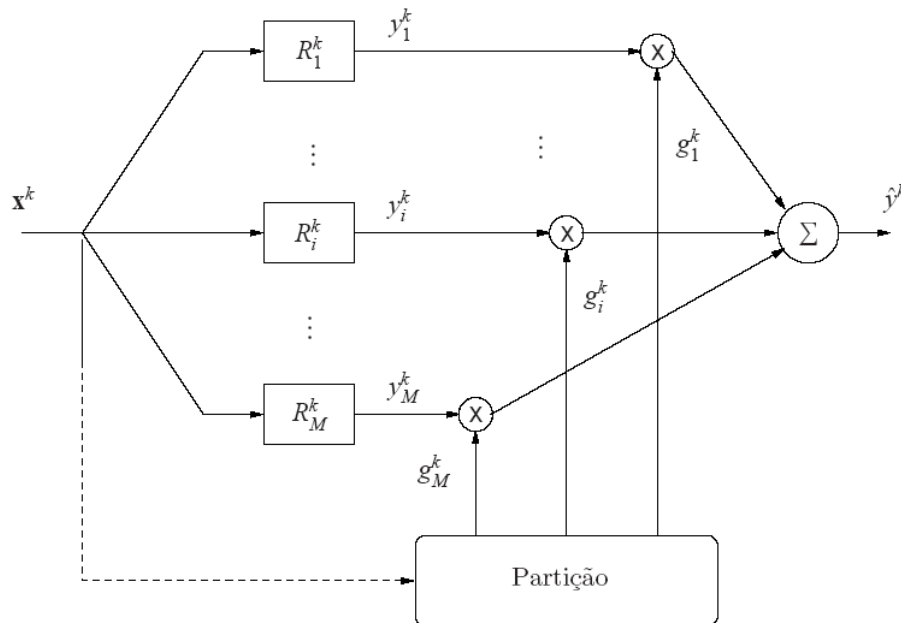 y_1^k
R_1^k
X
g_1^k
⋮
⋮
x^k
y_i^k
R_i^k
X
Σ
ŷ^k
g_i^k
⋮
y_M^k
R_M^k
X
g_M^k
Partição